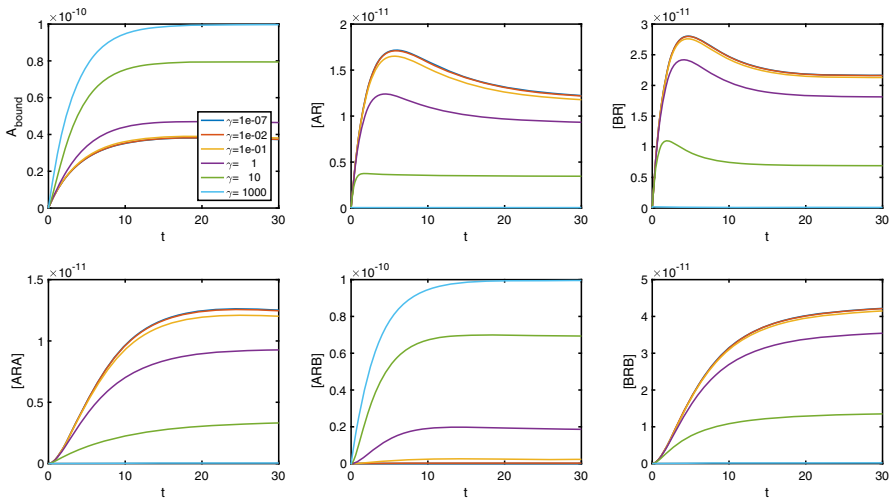 ×10⁻¹⁰
1
0.8
0.6
0.4
0.2
0
A_bound
0 10 20 30
t
γ=1e-07
γ=1e-02
γ=1e-01
γ= 1
γ= 10
γ= 1000
×10⁻¹¹
2
1.5
1
0.5
0
[AR]
0 10 20 30
t
×10⁻¹¹
3
2.5
2
1.5
1
0.5
0
[BR]
0 10 20 30
t
×10⁻¹¹
1.5
1
0.5
0
[ARA]
0 10 20 30
t
×10⁻¹⁰
1
0.8
0.6
0.4
0.2
0
[ARB]
0 10 20 30
t
×10⁻¹¹
5
4
3
2
1
0
[BRB]
0 10 20 30
t